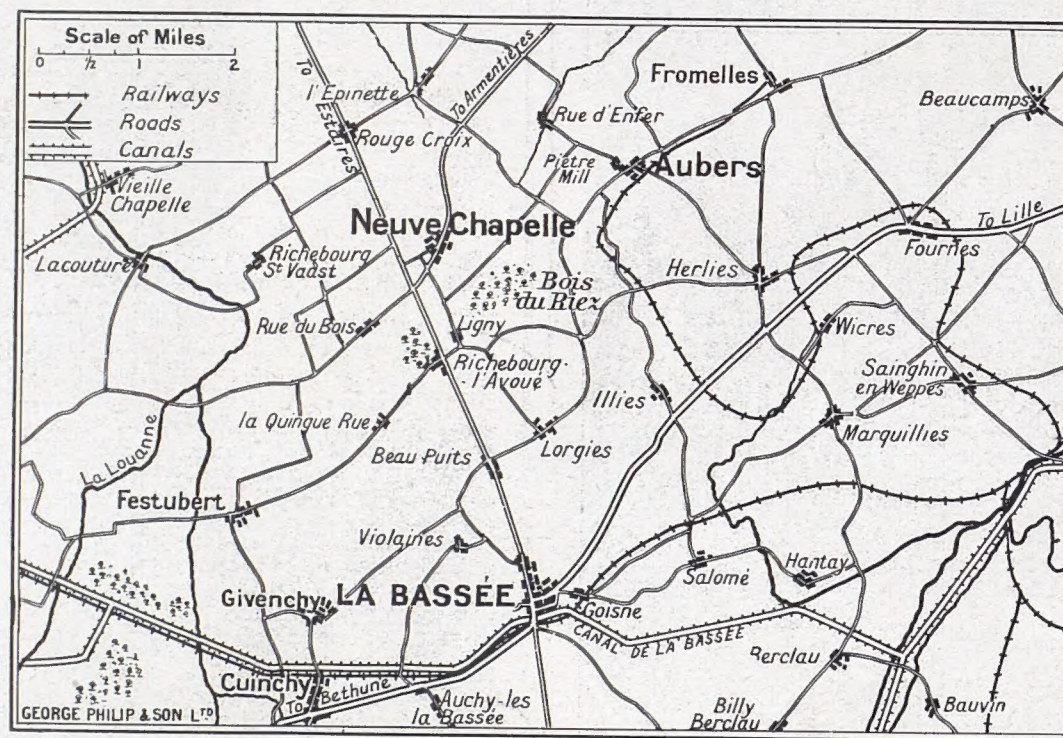 Scale of Miles
0 ½ 1 2
Railways
Roads
Canals
To Estaires
l'Epinette
To Armentières
Fromelles
Beaucamps
Rue d'Enfer
Rouge Croix
Pietre
Mill
Aubers
Vieille
Chapelle
Neuve Chapelle
To Lille
Fournes
Lacouture
Richebourg
St Vaast
Herlies
Bois
du Biez
Rue du Bois
Ligny
Wicres
Richebourg-
l'Avoué
Sainghin
en Weppes
Illies
la Quinque Rue
Marquillies
Lorgies
Beau Puits
La Louanne
Festubert
Violaines
Salomé
Hantay
Givenchy
LA BASSÉE
Goisne
CANAL DE LA BASSÉE
Berclau
Cuinchy
To Bethune
Auchy-les
la Bassée
Billy
Berclau
Bauvin
GEORGE PHILIP & SON LTD